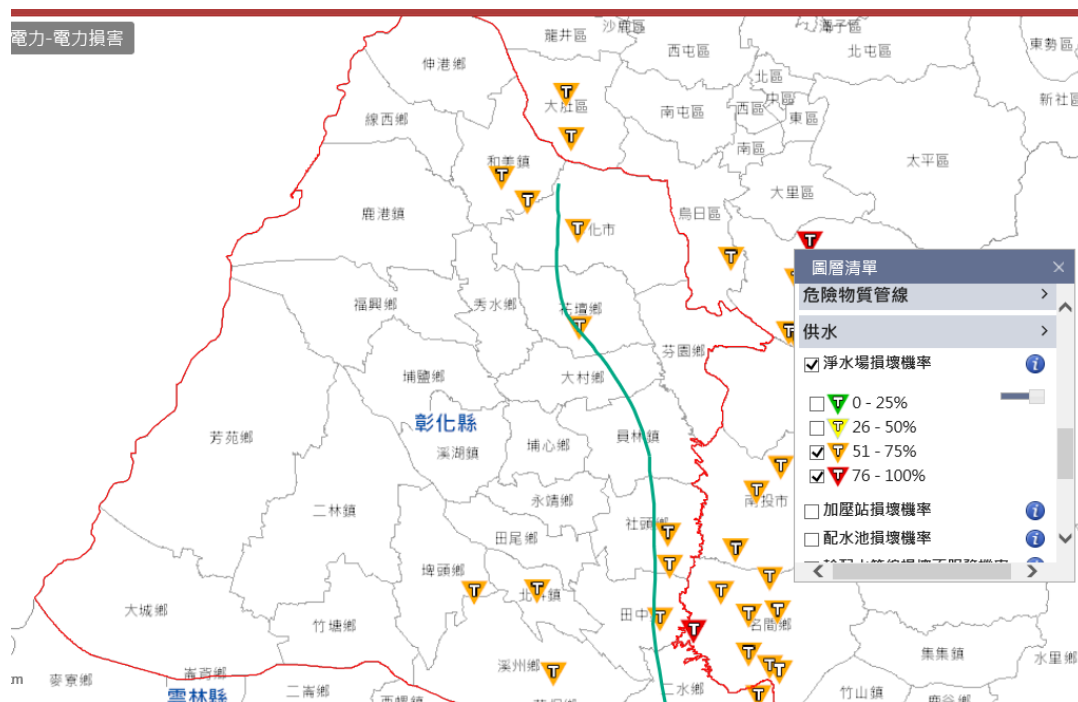 電力-電力損害
龍井區
沙鹿區
潭子區
西屯區
北屯區
東勢區
伸港鄉
北區
新社區
大肚區
南屯區
西區
中區
東區
線西鄉
南區
和美鎮
太平區
大里區
鹿港鎮
烏日區
化市
圖層清單
×
危險物質管線
供水
淨水場損壞機率
0 - 25%
26 - 50%
51 - 75%
76 - 100%
加壓站損壞機率
配水池損壞機率
福興鄉
秀水鄉
花壇鄉
芬園鄉
埔鹽鄉
大村鄉
彰化縣
員林鎮
芳苑鄉
溪湖鎮
埔心鄉
南投市
二林鎮
永靖鄉
社頭鄉
田尾鄉
埤頭鄉
北斗鎮
大城鄉
竹塘鄉
田中
名間鄉
集集鎮
水里鄉
溪州鄉
m
麥寮鄉
崙背鄉
二崙鄉
二水鄉
竹山鎮
鹿谷鄉
雲林縣
西螺鎮